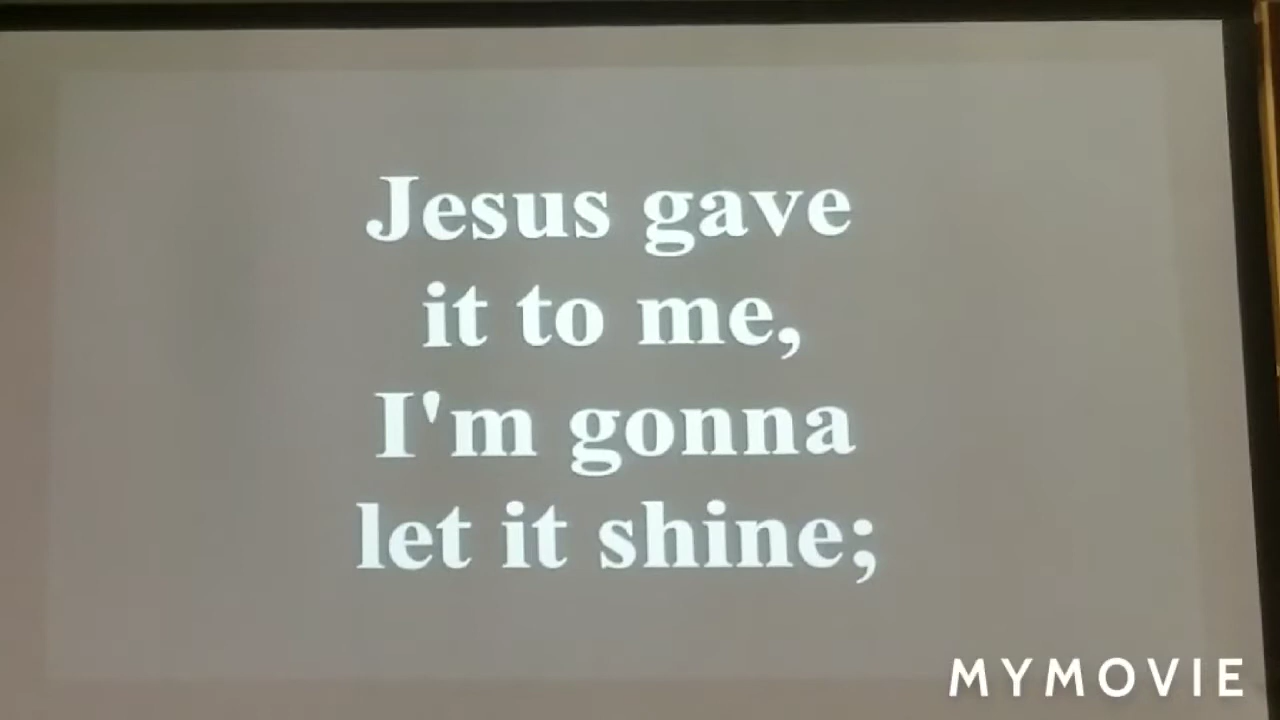 Jesus gave
it to me,
I'm gonna
let it shine;
MYMOVIE